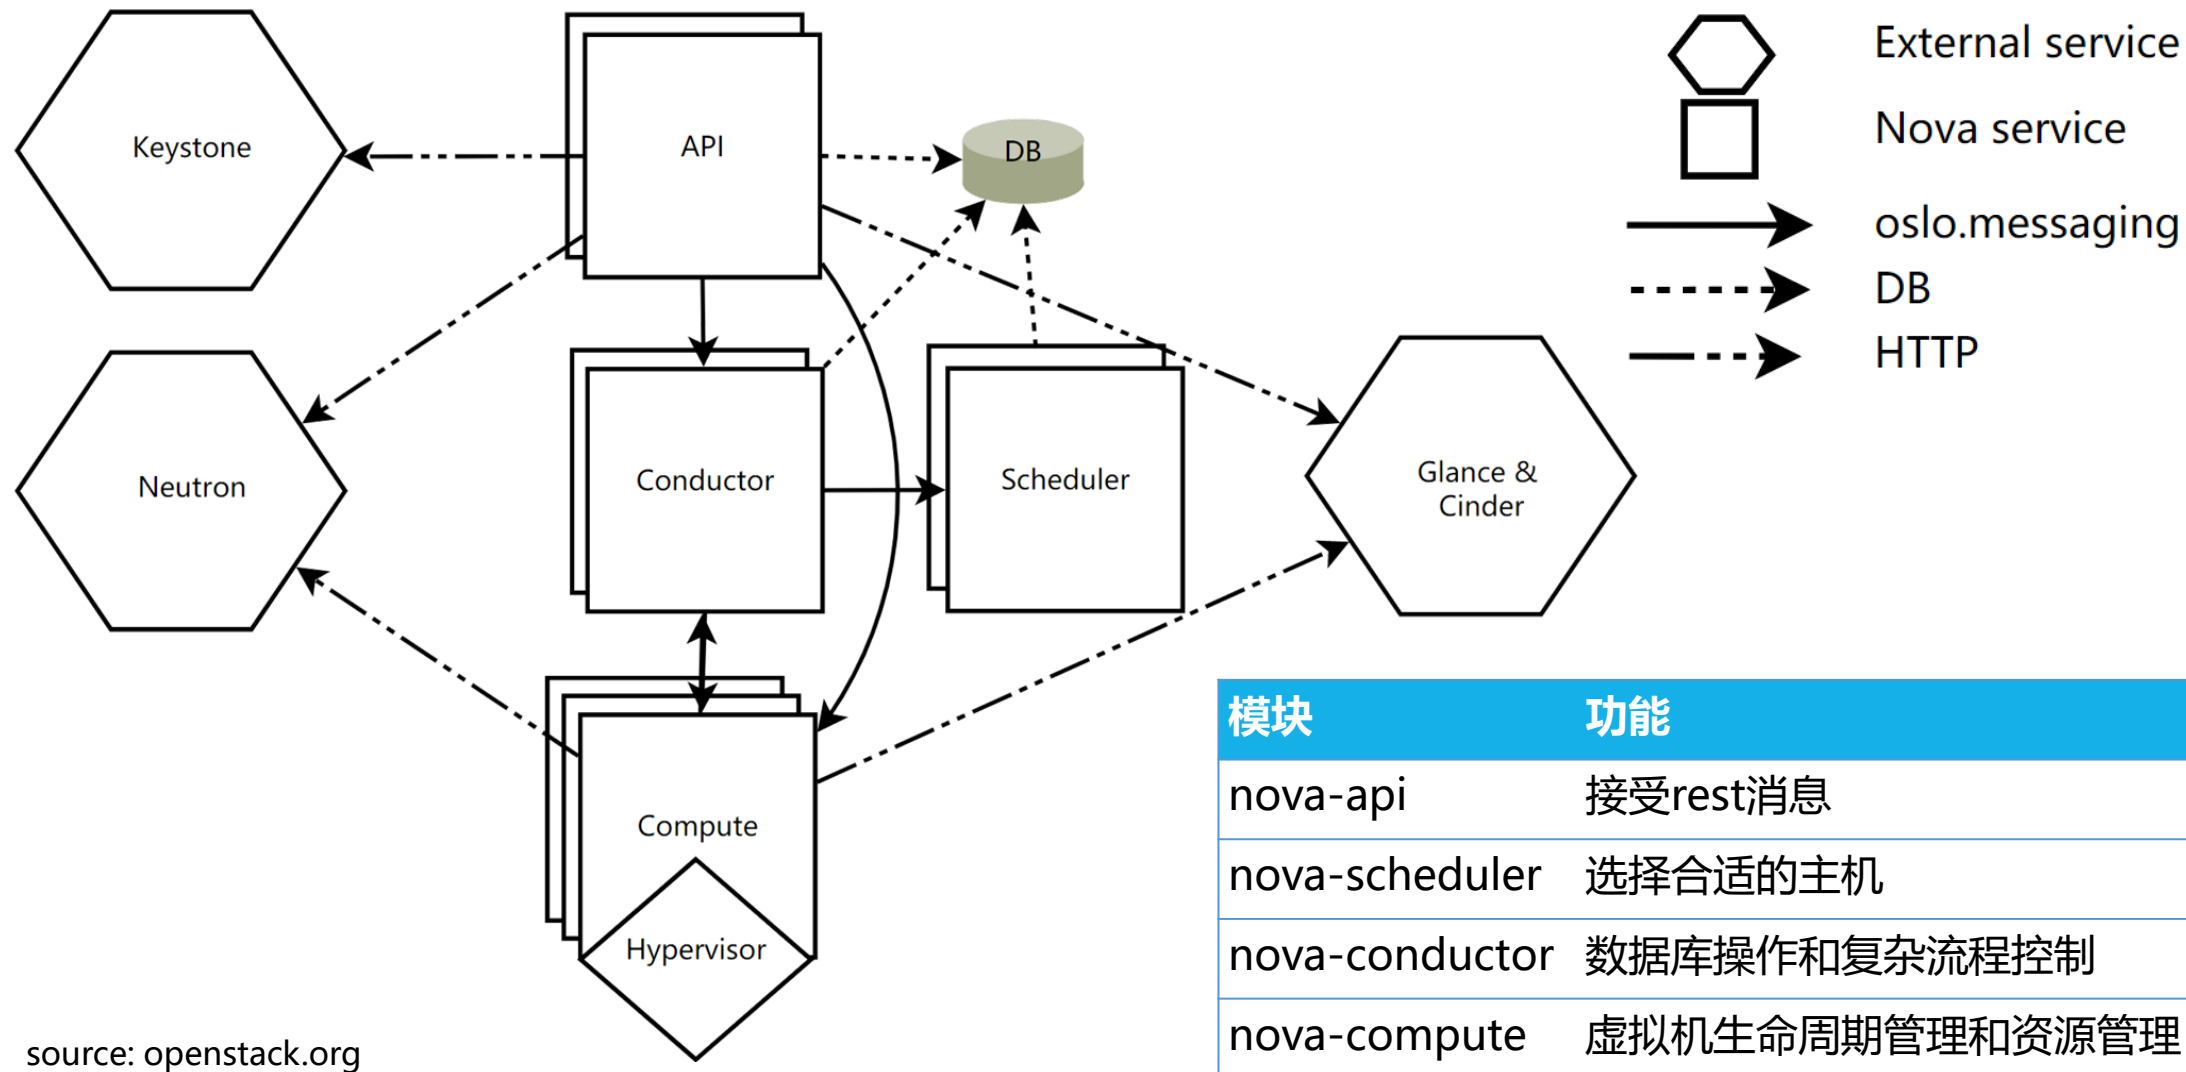 Keystone
API
DB
External service
Nova service
oslo.messaging
DB
HTTP
Neutron
Conductor
Scheduler
Glance &
Cinder
Compute
Hypervisor
模块 功能
nova-api 接受rest消息
nova-scheduler 选择合适的主机
nova-conductor 数据库操作和复杂流程控制
nova-compute 虚拟机生命周期管理和资源管理
source: openstack.org